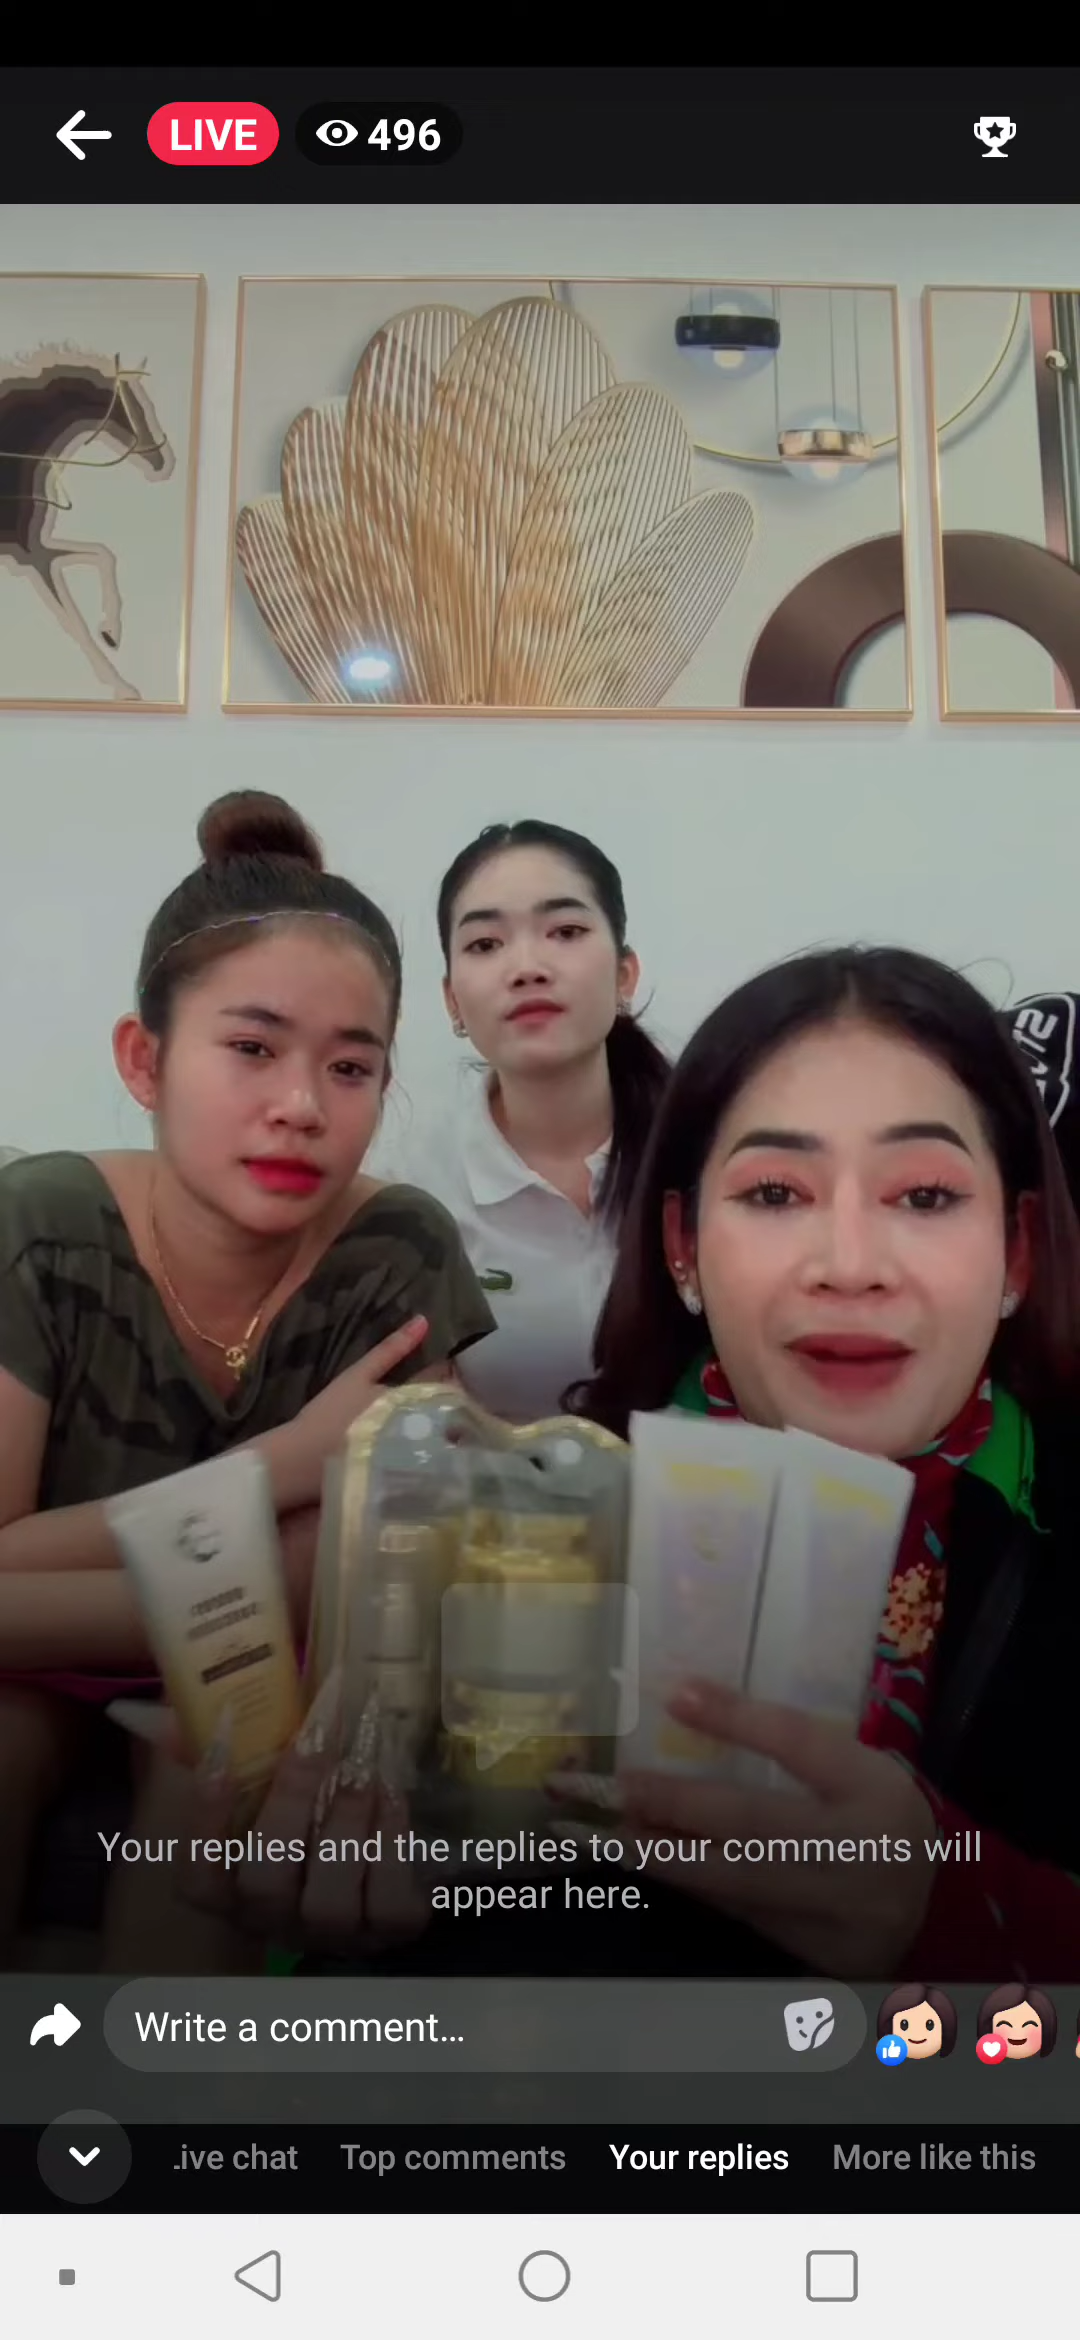 LIVE
496
Your replies and the replies to your comments will
appear here.
Write a comment...
ive chat
Top comments
Your replies
More like this